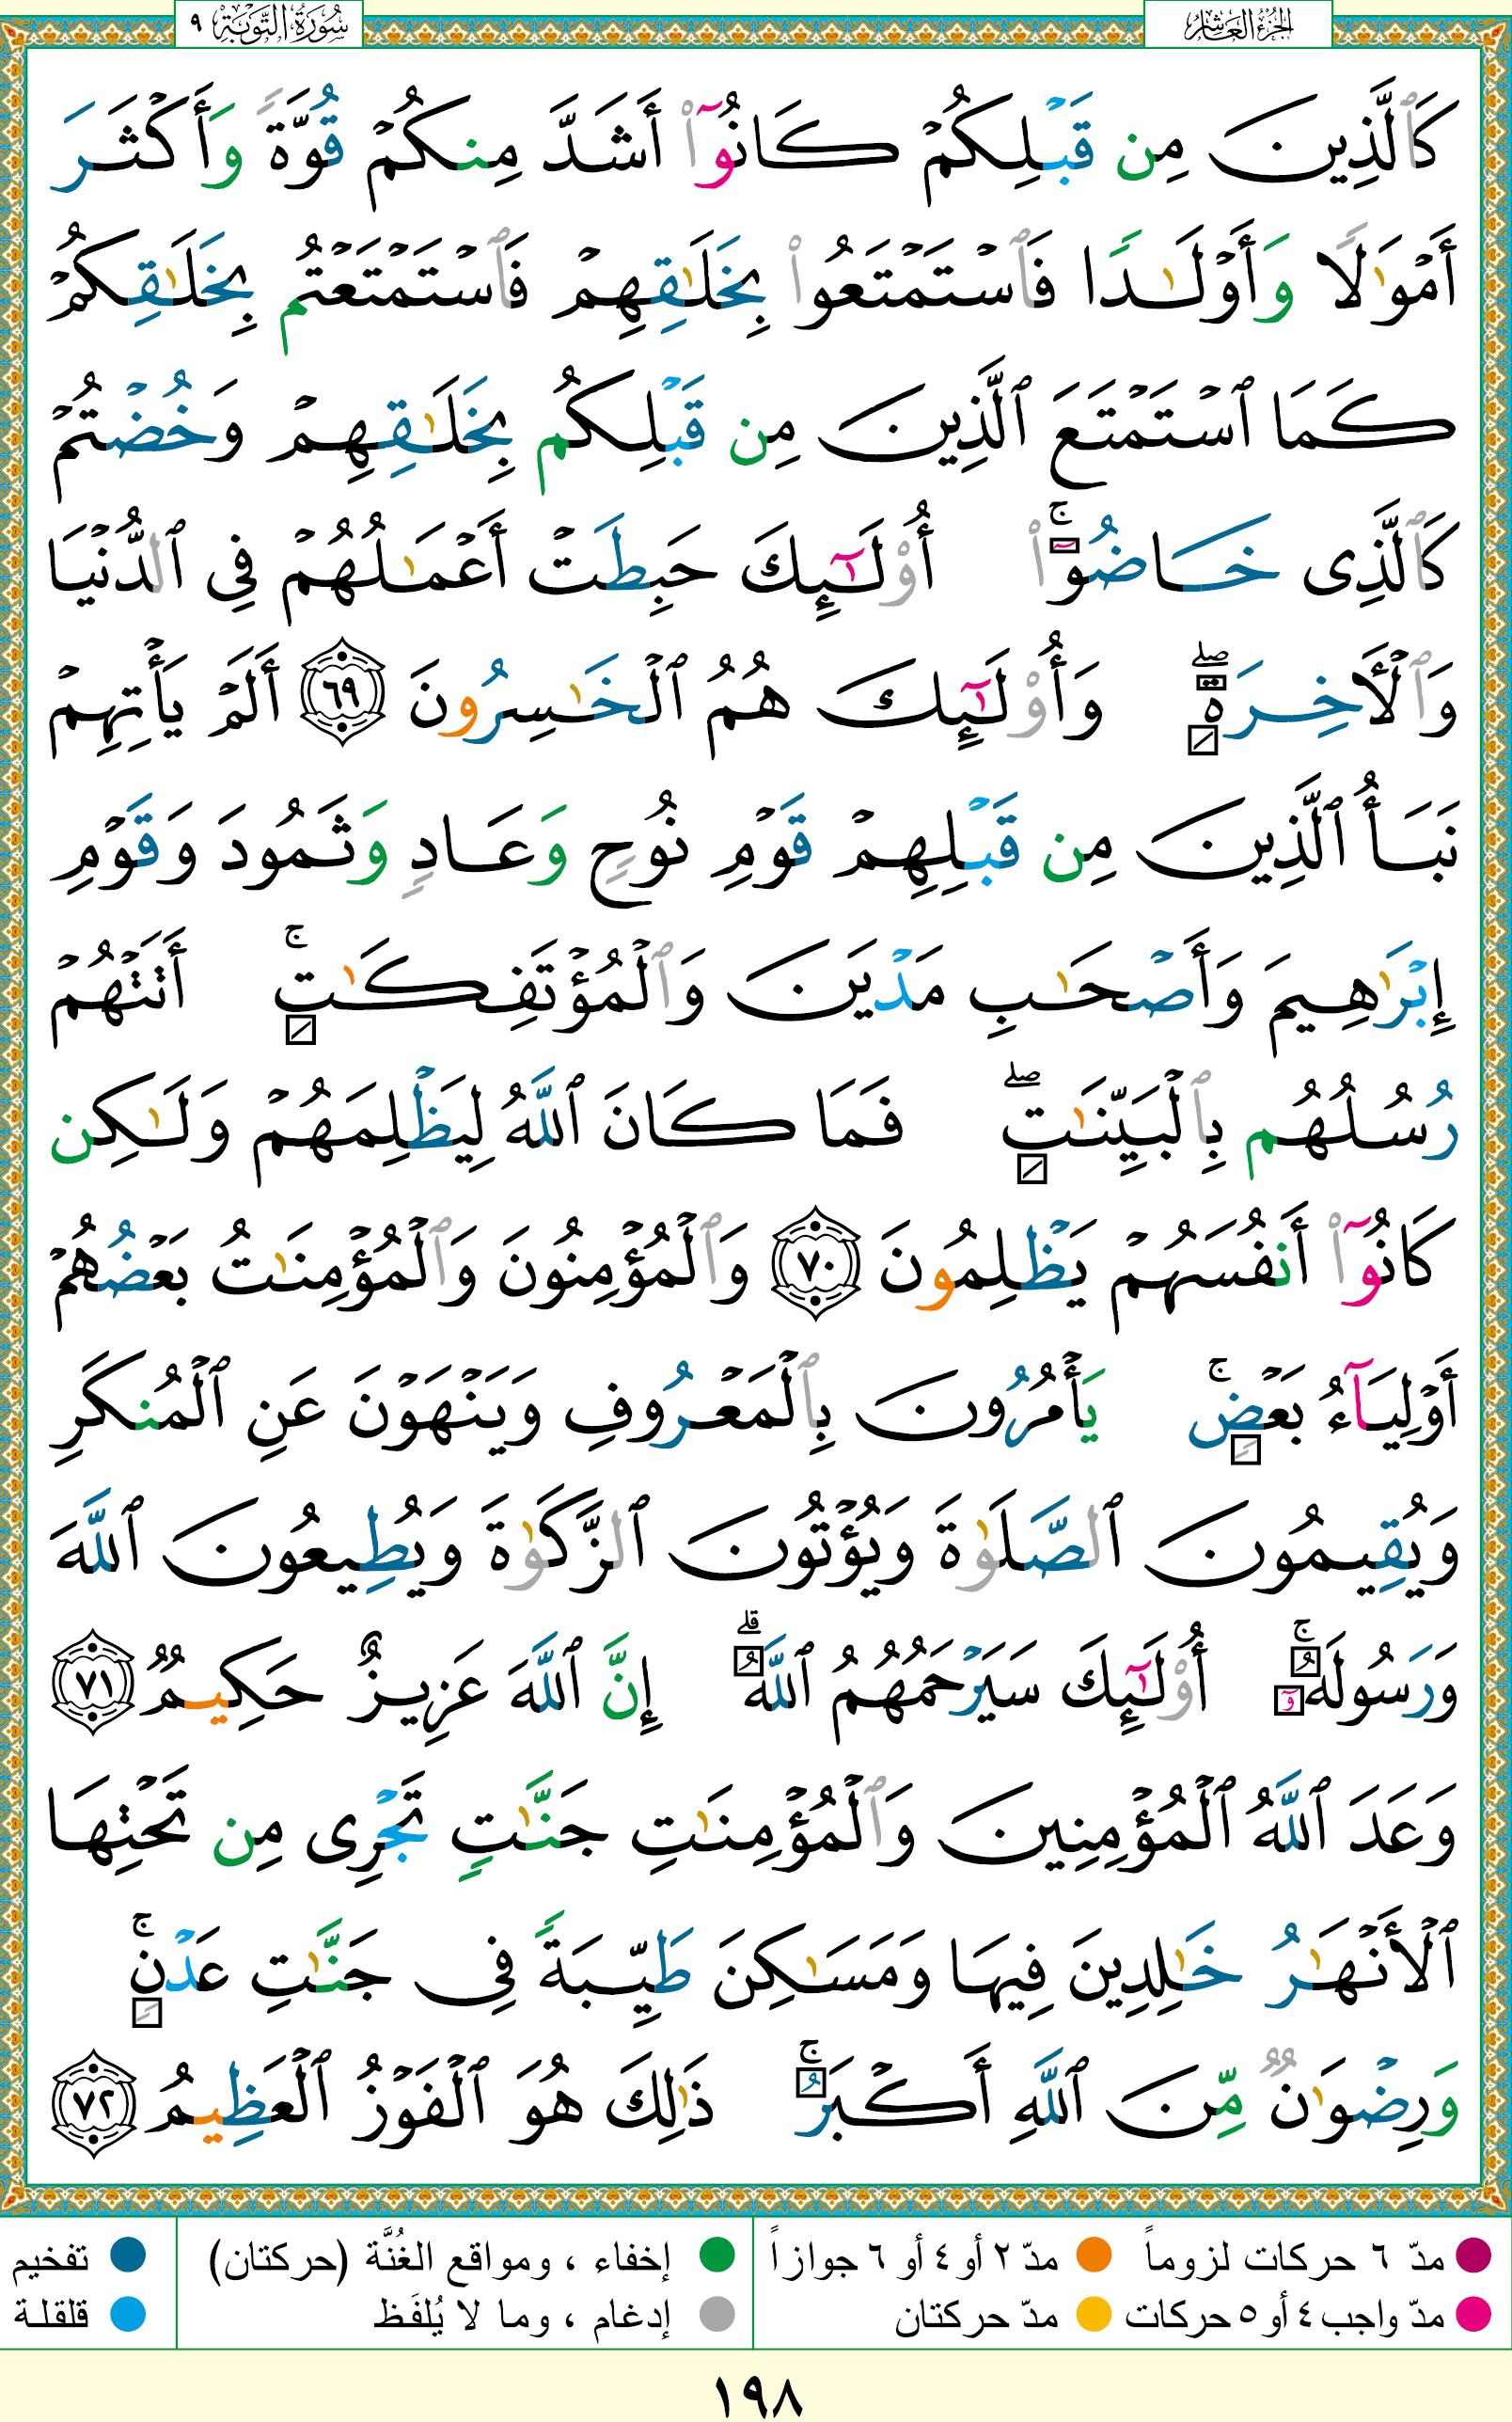 الجزء العاشر
سورة التوبة ٩
كَٱلَّذِينَ مِن قَبْلِكُمْ كَانُوٓا۟ أَشَدَّ مِنكُمْ قُوَّةً وَأَكْثَرَ
أَمْوَٰلًا وَأَوْلَـٰدًا فَٱسْتَمْتَعُوا۟ بِخَلَـٰقِهِمْ فَٱسْتَمْتَعْتُم بِخَلَـٰقِكُمْ
كَمَا ٱسْتَمْتَعَ ٱلَّذِينَ مِن قَبْلِكُم بِخَلَـٰقِهِمْ وَخُضْتُمْ
كَٱلَّذِى خَاضُوٓا۟ ۚ أُو۟لَـٰٓئِكَ حَبِطَتْ أَعْمَـٰلُهُمْ فِى ٱلدُّنْيَا
وَٱلْـَٔاخِرَةِ ۖ وَأُو۟لَـٰٓئِكَ هُمُ ٱلْخَـٰسِرُونَ ٦٩ أَلَمْ يَأْتِهِمْ
نَبَأُ ٱلَّذِينَ مِن قَبْلِهِمْ قَوْمِ نُوحٍ وَعَادٍ وَثَمُودَ وَقَوْمِ
إِبْرَٰهِيمَ وَأَصْحَـٰبِ مَدْيَنَ وَٱلْمُؤْتَفِكَـٰتِ ۚ أَتَتْهُمْ
رُسُلُهُم بِٱلْبَيِّنَـٰتِ ۖ فَمَا كَانَ ٱللَّهُ لِيَظْلِمَهُمْ وَلَـٰكِن
كَانُوٓا۟ أَنفُسَهُمْ يَظْلِمُونَ ٧٠ وَٱلْمُؤْمِنُونَ وَٱلْمُؤْمِنَـٰتُ بَعْضُهُمْ
أَوْلِيَآءُ بَعْضٍ ۚ يَأْمُرُونَ بِٱلْمَعْرُوفِ وَيَنْهَوْنَ عَنِ ٱلْمُنكَرِ
وَيُقِيمُونَ ٱلصَّلَوٰةَ وَيُؤْتُونَ ٱلزَّكَوٰةَ وَيُطِيعُونَ ٱللَّهَ
وَرَسُولَهُۥٓ ۚ أُو۟لَـٰٓئِكَ سَيَرْحَمُهُمُ ٱللَّهُ ۗ إِنَّ ٱللَّهَ عَزِيزٌ حَكِيمٌ ٧١
وَعَدَ ٱللَّهُ ٱلْمُؤْمِنِينَ وَٱلْمُؤْمِنَـٰتِ جَنَّـٰتٍ تَجْرِى مِن تَحْتِهَا
ٱلْأَنْهَـٰرُ خَـٰلِدِينَ فِيهَا وَمَسَـٰكِنَ طَيِّبَةً فِى جَنَّـٰتِ عَدْنٍ ۚ
وَرِضْوَٰنٌ مِّنَ ٱللَّهِ أَكْبَرُ ۚ ذَٰلِكَ هُوَ ٱلْفَوْزُ ٱلْعَظِيمُ ٧٢
مدّ ٦ حركات لزوماً مدّ ٢ أو ٤ أو ٦ جوازاً إخفاء ، ومواقع الغُنَّة (حركتان) تفخيم
مدّ واجب ٤ أو ٥ حركات مدّ حركتان إدغام ، وما لا يُلفَظ قلقلة
١٩٨